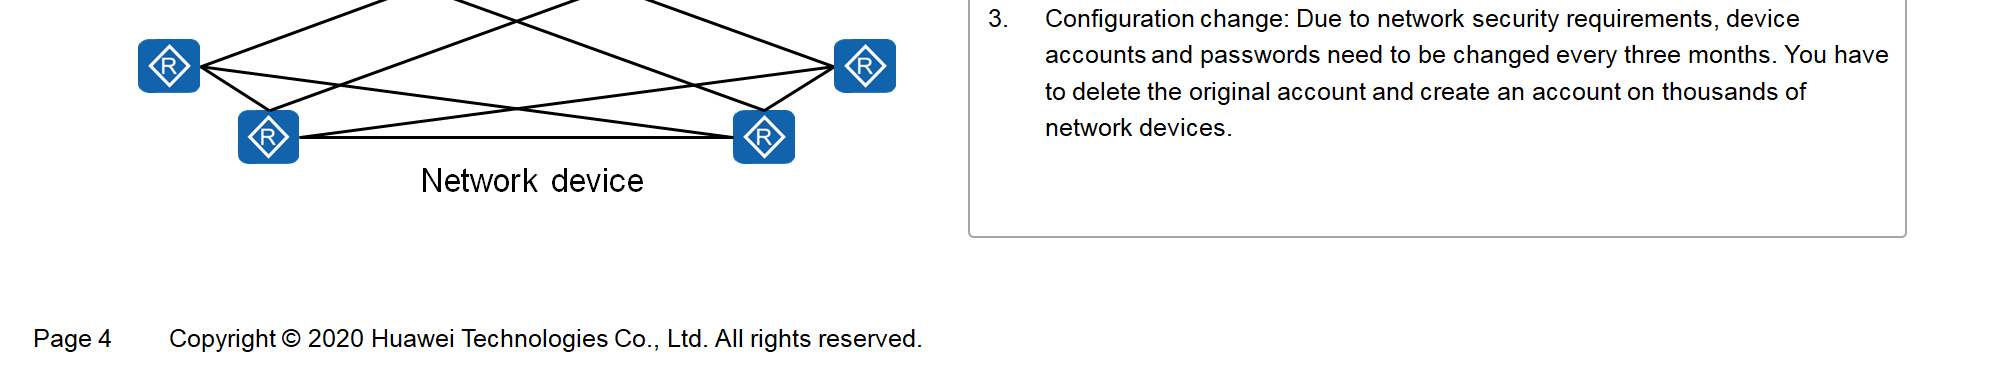 3. Configuration change: Due to network security requirements, device
accounts and passwords need to be changed every three months. You have
to delete the original account and create an account on thousands of
network devices.
R
R
R
R
Network device
Page 4 Copyright © 2020 Huawei Technologies Co., Ltd. All rights reserved.